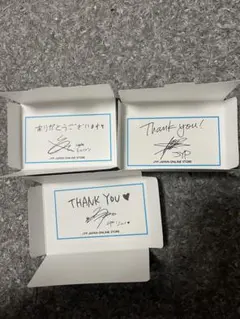 ありがとうございます
JYP JAPAN ONLINE STORE
Thank you!
JYP
JYP JAPAN ONLINE STORE
THANK YOU ♥
JYP JAPAN ONLINE STORE